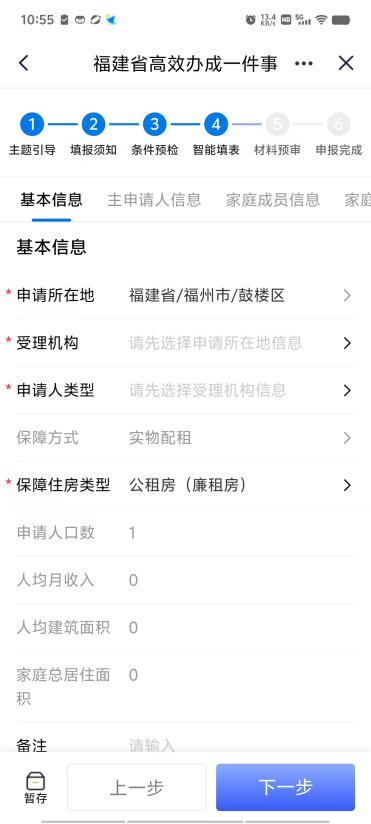 10:55 13.4 KB/s HD 5G
福建省高效办成一件事
1 2 3 4 5 6
主题引导 填报须知 条件预检 智能填表 材料预审 申报完成
基本信息 主申请人信息 家庭成员信息 家庭
基本信息
* 申请所在地 福建省/福州市/鼓楼区
* 受理机构 请先选择申请所在地信息
* 申请人类型 请先选择受理机构信息
保障方式 实物配租
* 保障住房类型 公租房（廉租房）
申请人口数 1
人均月收入 0
人均建筑面积 0
家庭总居住面 0
积
备注 请输入
暂存 上一步 下一步